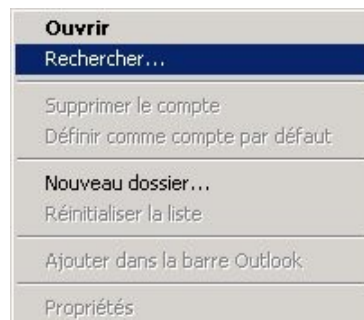 Ouvrir
Rechercher...
Supprimer le compte
Définir comme compte par défaut
Nouveau dossier...
Réinitialiser la liste
Ajouter dans la barre Outlook
Propriétés